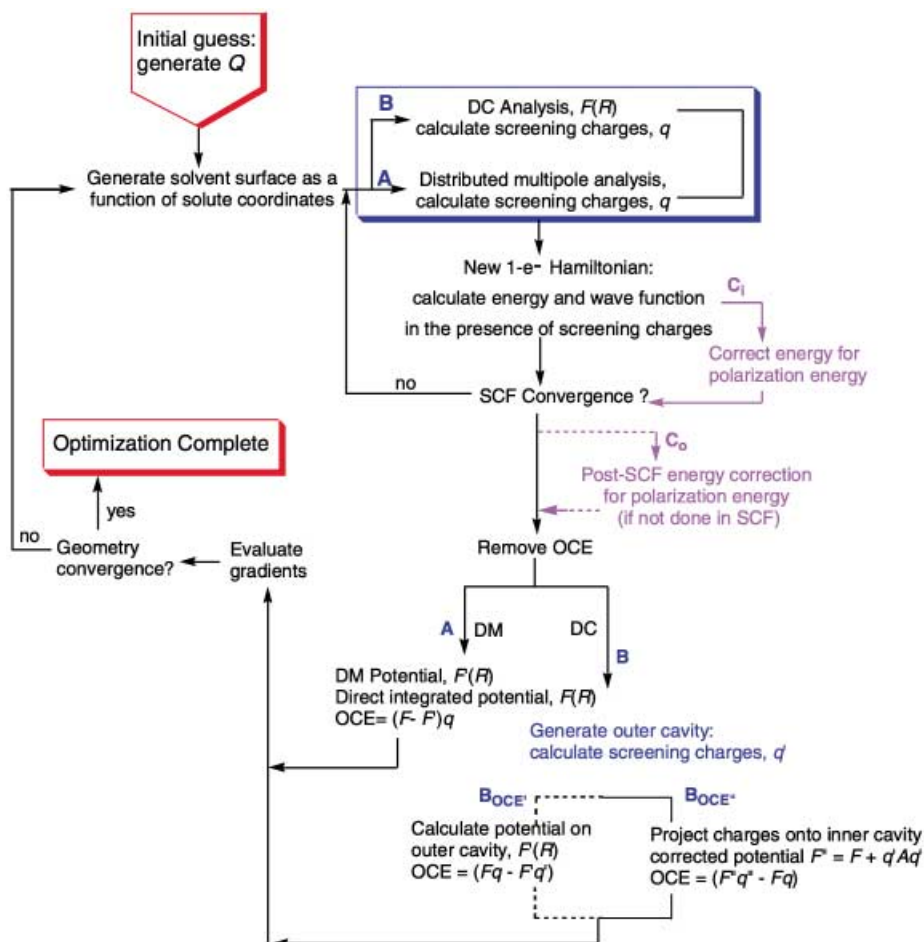 Initial guess:
generate Q
B
DC Analysis, F(R)
calculate screening charges, q
A
Generate solvent surface as a
function of solute coordinates
Distributed multipole analysis,
calculate screening charges, q
New 1-e- Hamiltonian:
calculate energy and wave function
in the presence of screening charges
Ci
Correct energy for
polarization energy
no
SCF Convergence ?
Optimization Complete
Co
Post-SCF energy correction
for polarization energy
(if not done in SCF)
yes
no
Geometry
convergence?
Evaluate
gradients
Remove OCE
A
DM
DC
B
DM Potential, F'(R)
Direct integrated potential, F(R)
OCE= (F- F')q
Generate outer cavity:
calculate screening charges, q'
BOCE'
BOCE"
Calculate potential on
outer cavity, F'(R)
OCE = (Fq - F'q')
Project charges onto inner cavity
corrected potential F" = F + q'Aq'
OCE = (F"q" - Fq)